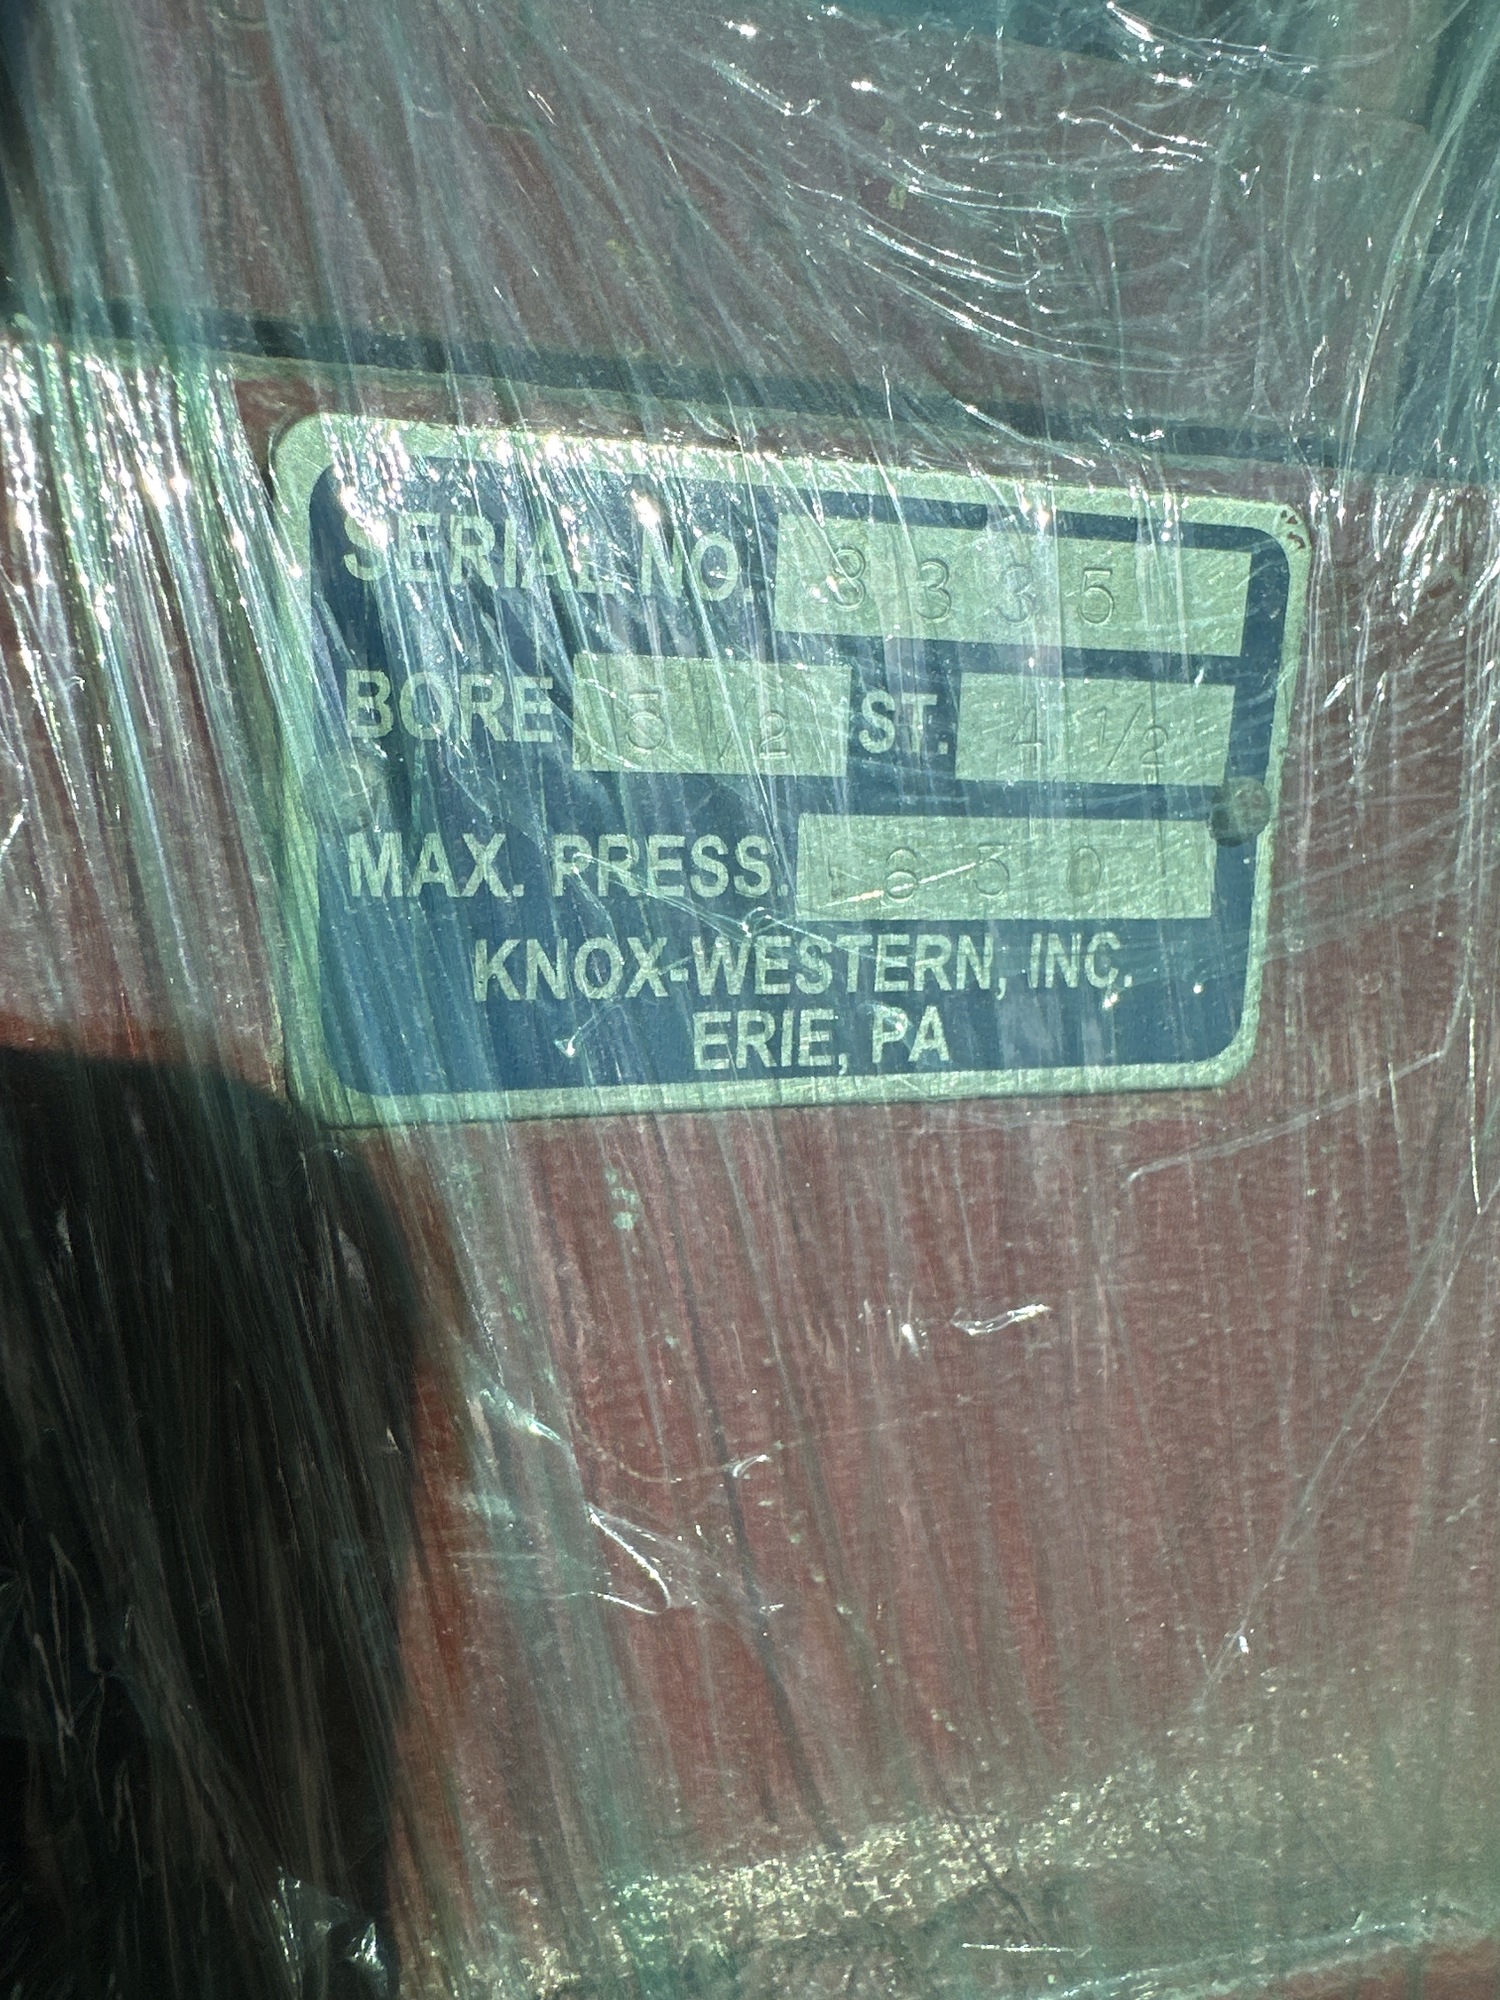 SERIAL NO. 8335
BORE 5 1/2 ST. 4 1/2
MAX. PRESS.
KNOX-WESTERN, INC.
ERIE, PA